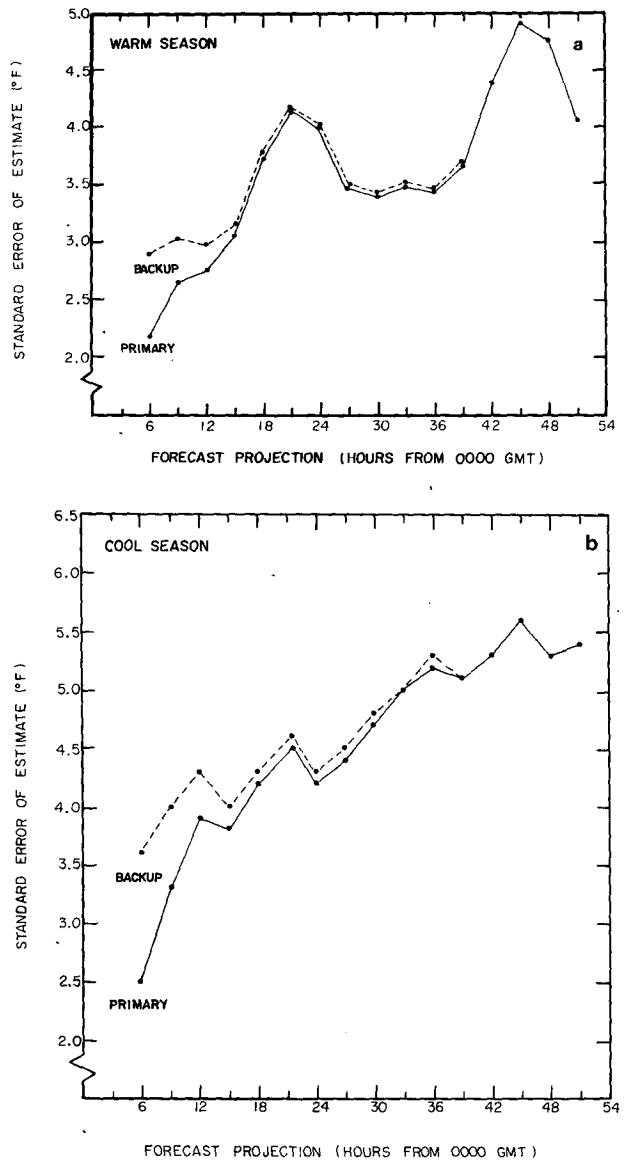 WARM SEASON
a
STANDARD ERROR OF ESTIMATE (°F)
5.0
4.5
4.0
3.5
3.0
2.5
2.0
BACKUP
PRIMARY
6 12 18 24 30 36 42 48 54
FORECAST PROJECTION (HOURS FROM 0000 GMT)
COOL SEASON
b
STANDARD ERROR OF ESTIMATE (°F)
6.5
6.0
5.5
5.0
4.5
4.0
3.5
3.0
2.5
2.0
BACKUP
PRIMARY
6 12 18 24 30 36 42 48 54
FORECAST PROJECTION (HOURS FROM 0000 GMT)